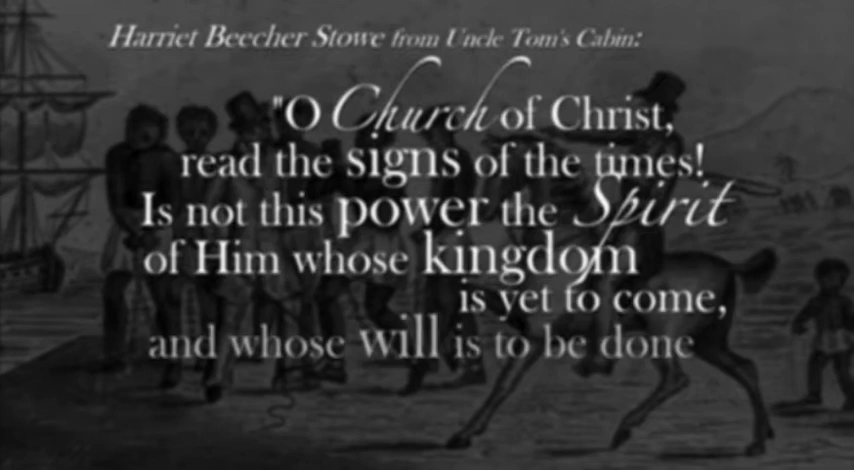 Harriet Beecher Stowe from Uncle Tom's Cabin:
"O Church of Christ,
read the signs of the times!
Is not this power the Spirit
of Him whose kingdom
is yet to come,
and whose will is to be done